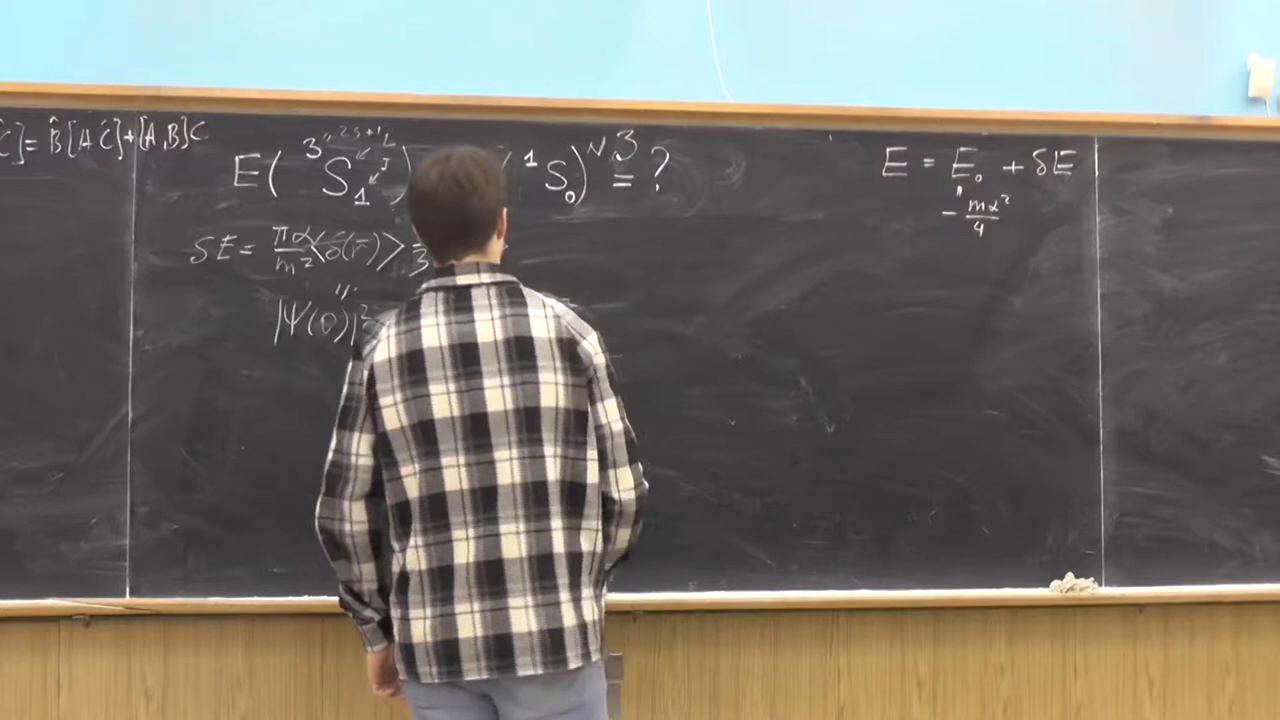 C] = B̂[A C] + [A,B]C
E( ³S₁ ) (¹S₀) = ?
2S+1 L J
N 3
E = E₀ + δE
" - mα²/4
δE = πα/m² <δ(r̄)> 3
"
|Ψ(0)|²